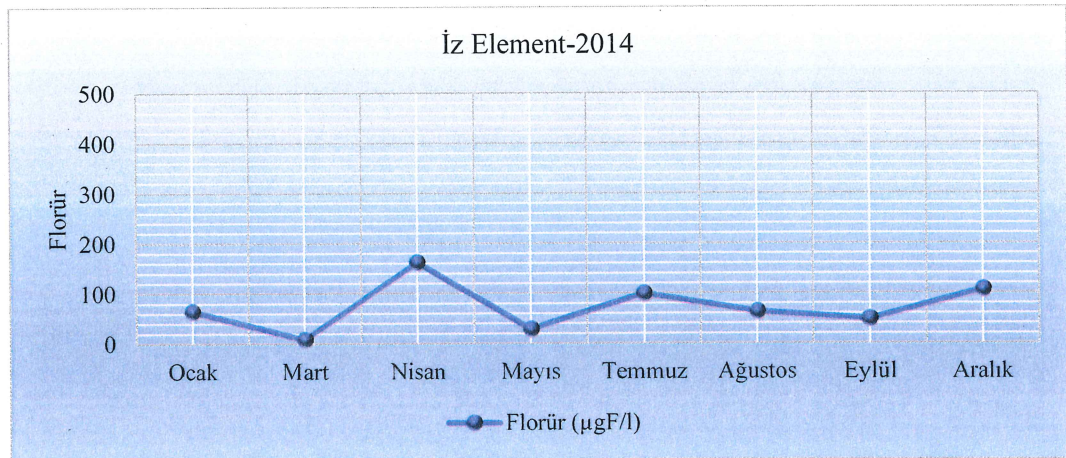 İz Element-2014
500
400
300
200
100
0
Florür
Ocak Mart Nisan Mayıs Temmuz Ağustos Eylül Aralık
Florür (µgF/l)